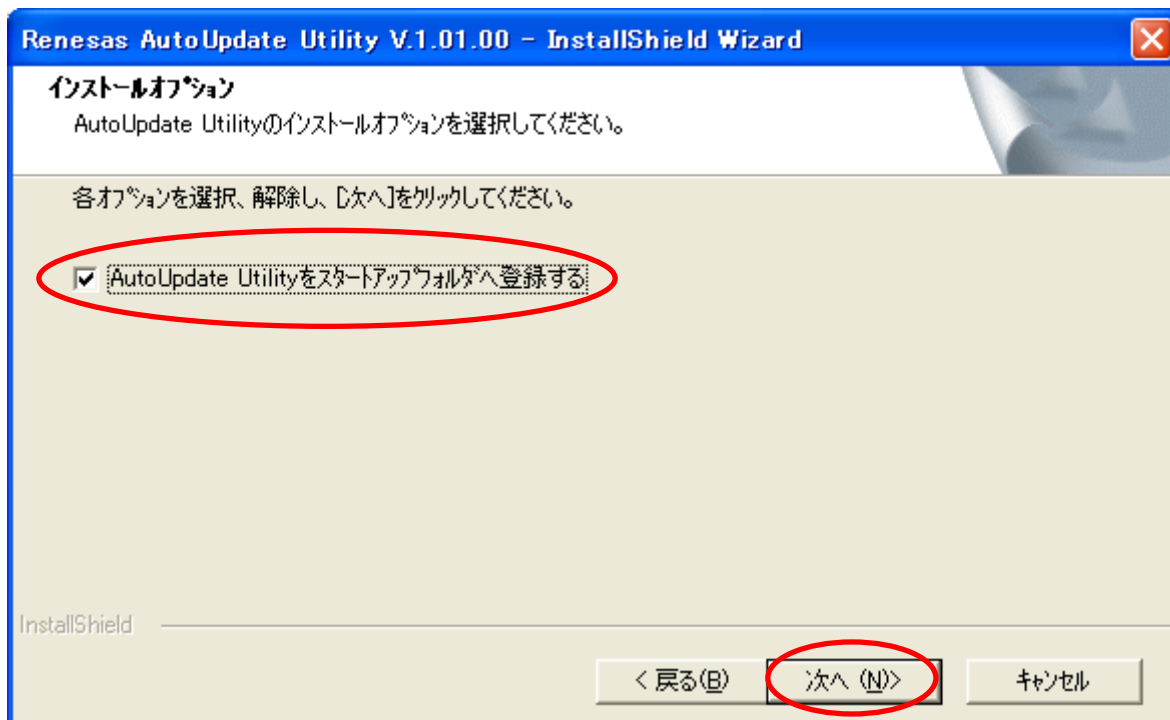 Renesas AutoUpdate Utility V.1.01.00 - InstallShield Wizard
インストールオプション
AutoUpdate Utilityのインストールオプションを選択してください。
各オプションを選択、解除し、[次へ]をクリックしてください。
AutoUpdate Utilityをスタートアップフォルダへ登録する
InstallShield
< 戻る(B) 次へ (N)> キャンセル